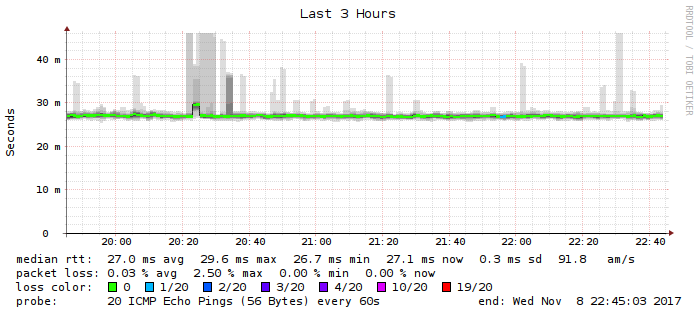 Last 3 Hours
RRDTOOL / TOBI OETIKER
Seconds
40 m
30 m
20 m
10 m
0
20:00 20:20 20:40 21:00 21:20 21:40 22:00 22:20 22:40
median rtt: 27.0 ms avg 29.6 ms max 26.7 ms min 27.1 ms now 0.3 ms sd 91.8 am/s
packet loss: 0.03 % avg 2.50 % max 0.00 % min 0.00 % now
loss color: 0 1/20 2/20 3/20 4/20 10/20 19/20
probe: 20 ICMP Echo Pings (56 Bytes) every 60s end: Wed Nov 8 22:45:03 2017